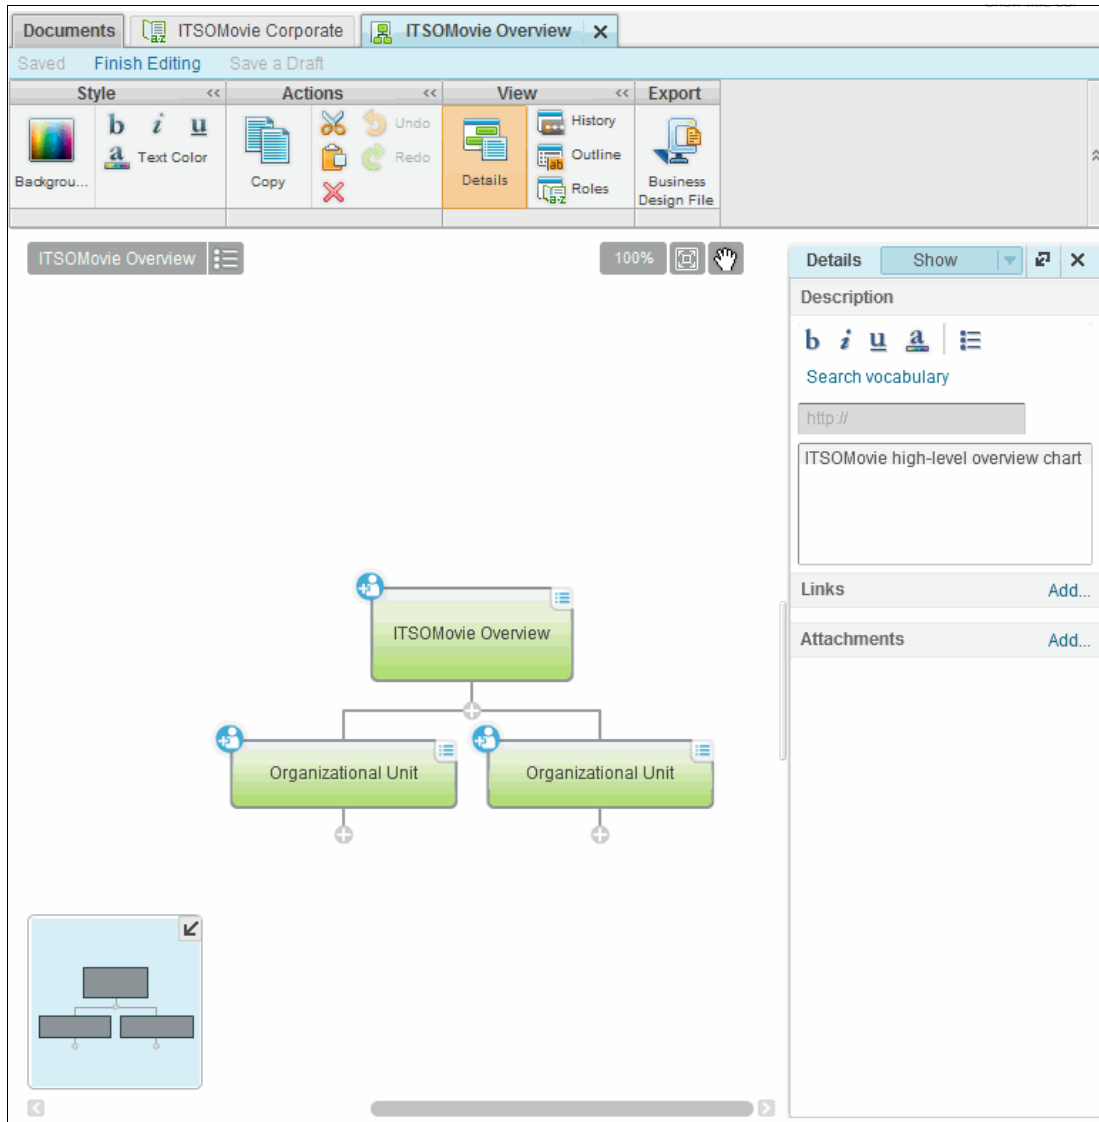 Documents
ITSOMovie Corporate
ITSOMovie Overview
Saved
Finish Editing
Save a Draft
Style <<
Actions <<
View <<
Export
b i u
a Text Color
Backgrou...
Copy
Undo
Redo
Details
History
Outline
Roles
Business
Design File
ITSOMovie Overview
100%
Details
Show
Description
b i u a
Search vocabulary
http://
ITSOMovie high-level overview chart
Links
Add...
Attachments
Add...
ITSOMovie Overview
Organizational Unit
Organizational Unit